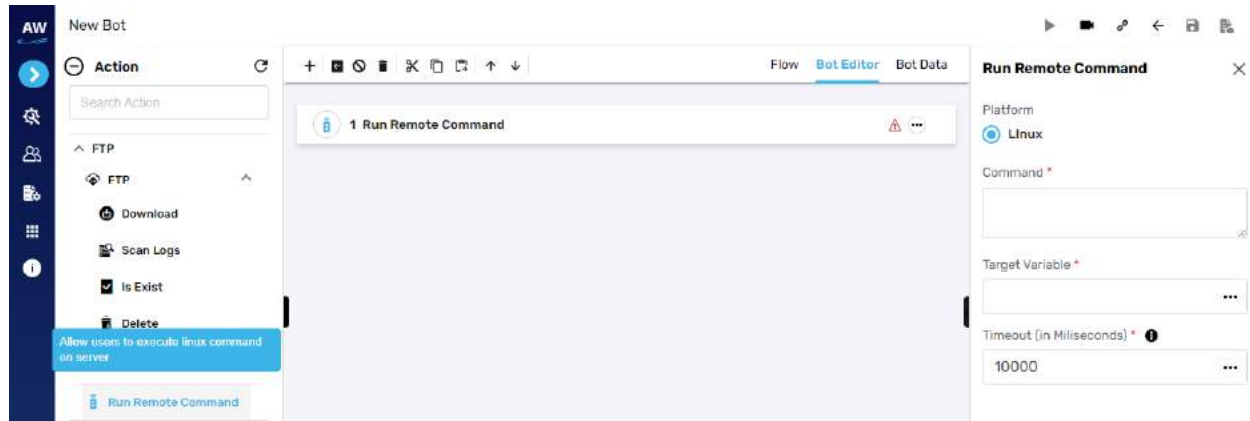 AW
New Bot
Action
Flow
Bot Editor
Bot Data
Run Remote Command
Search Action
Platform
1 Run Remote Command
LInux
FTP
FTP
Command *
Download
Scan Logs
Target Variable *
Is Exist
Delete
Allow users to execute linux command
on server
Timeout (in Miliseconds) *
10000
Run Remote Command